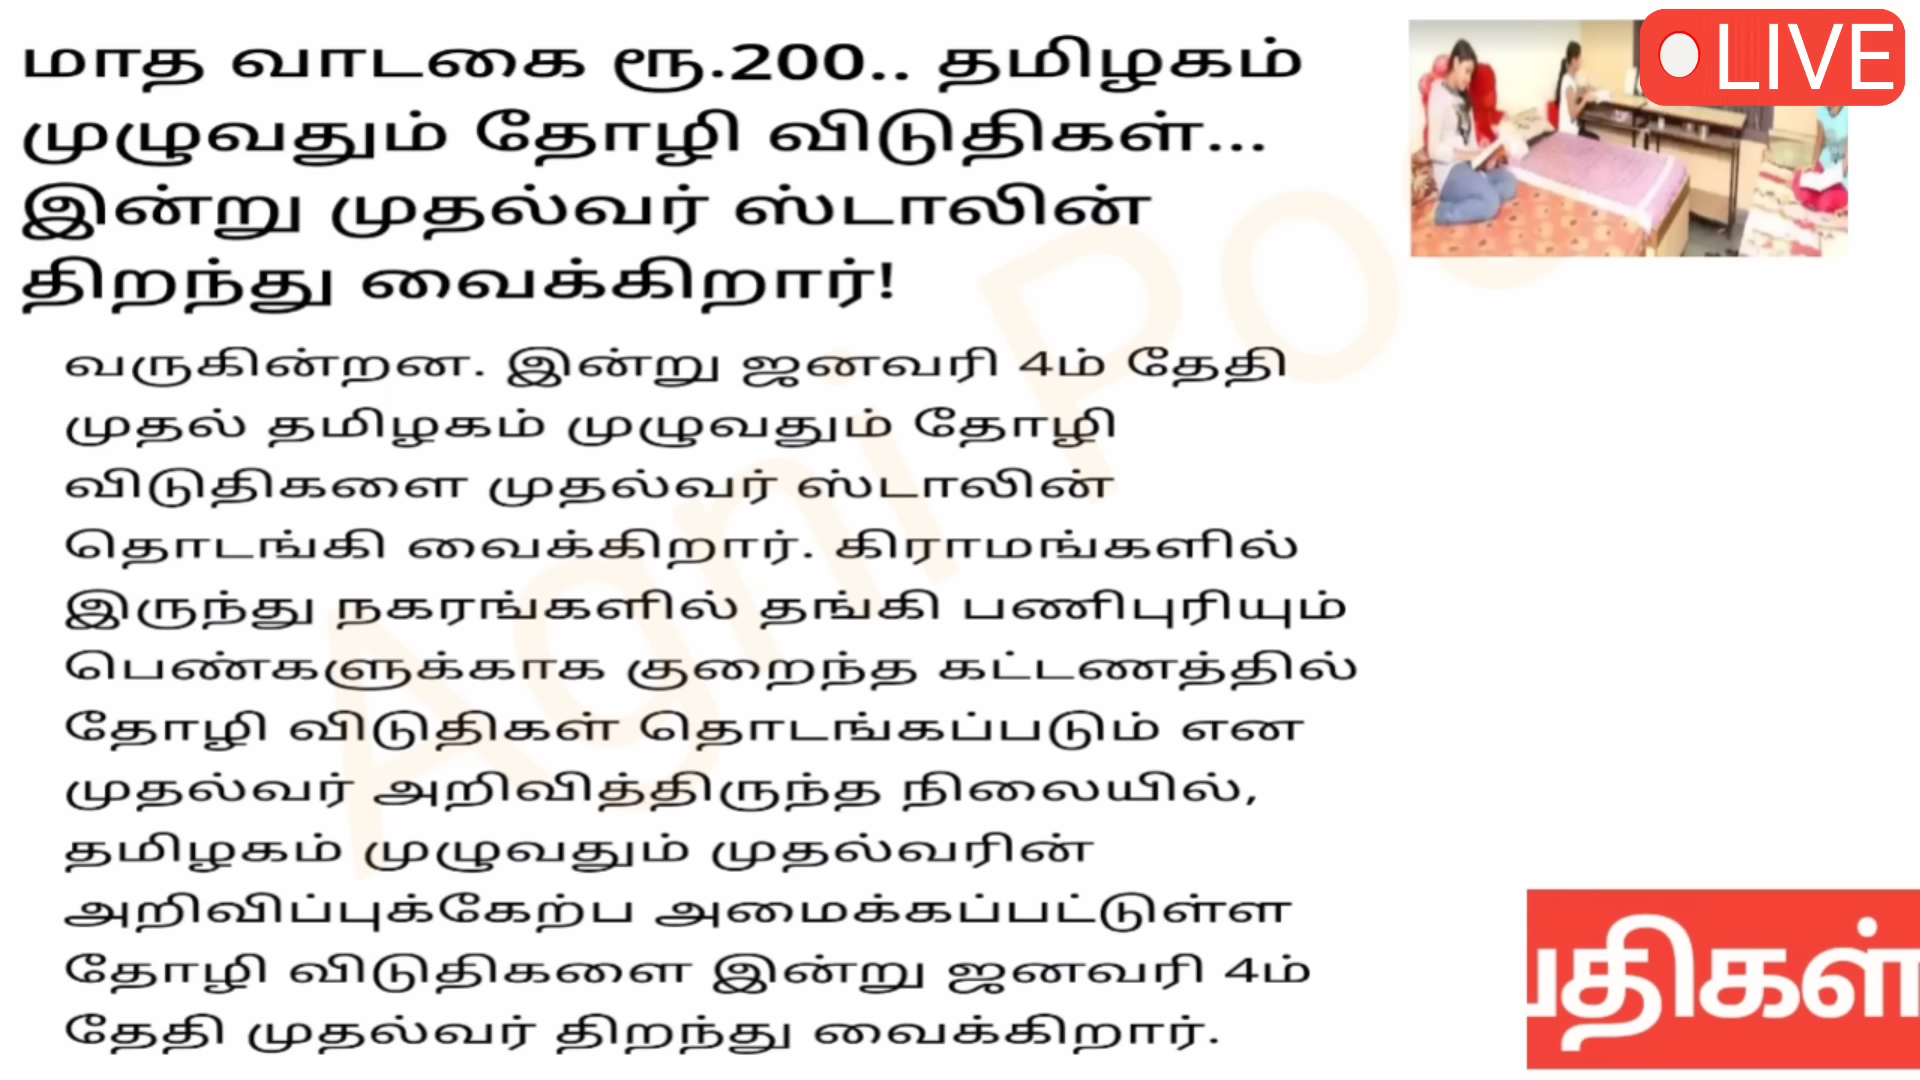 மாத வாடகை ரூ.200.. தமிழகம்
முழுவதும் தோழி விடுதிகள்...
இன்று முதல்வர் ஸ்டாலின்
திறந்து வைக்கிறார்!
LIVE
வருகின்றன. இன்று ஜனவரி 4ம் தேதி
முதல் தமிழகம் முழுவதும் தோழி
விடுதிகளை முதல்வர் ஸ்டாலின்
தொடங்கி வைக்கிறார். கிராமங்களில்
இருந்து நகரங்களில் தங்கி பணிபுரியும்
பெண்களுக்காக குறைந்த கட்டணத்தில்
தோழி விடுதிகள் தொடங்கப்படும் என
முதல்வர் அறிவித்திருந்த நிலையில்,
தமிழகம் முழுவதும் முதல்வரின்
அறிவிப்புக்கேற்ப அமைக்கப்பட்டுள்ள
தோழி விடுதிகளை இன்று ஜனவரி 4ம்
தேதி முதல்வர் திறந்து வைக்கிறார்.
Agni